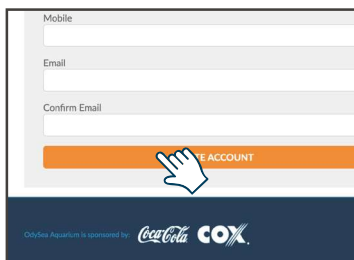 Mobile
Email
Confirm Email
TE ACCOUNT
OdySea Aquarium is sponsored by: Coca-Cola COX